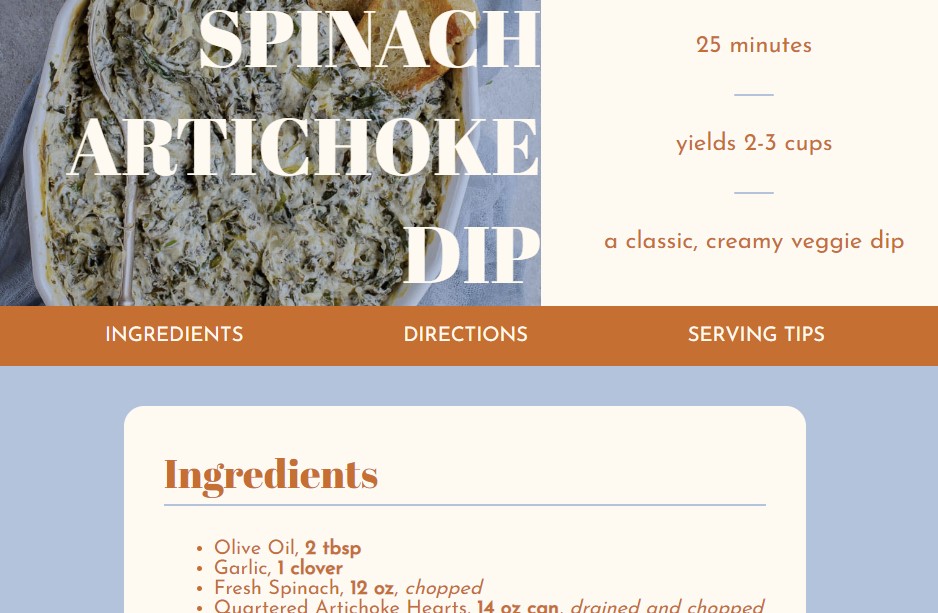 SPINACH
ARTICHOKE
DIP
25 minutes
yields 2-3 cups
a classic, creamy veggie dip
INGREDIENTS
DIRECTIONS
SERVING TIPS
Ingredients
• Olive Oil, 2 tbsp
• Garlic, 1 clover
• Fresh Spinach, 12 oz, chopped
• Quartered Artichoke Hearts, 14 oz can, drained and chopped